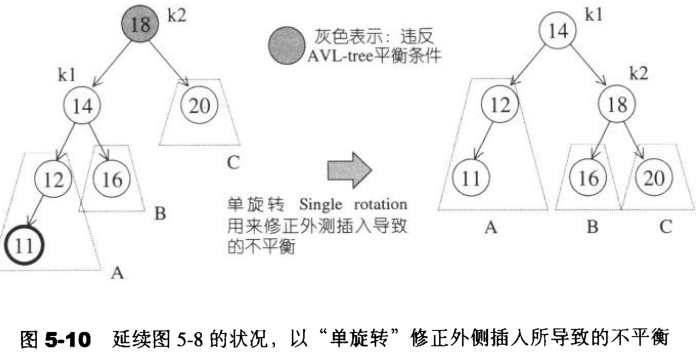 18
k2
灰色表示：违反
AVL-tree平衡条件
k1
14
20
C
12
16
B
11
A
单旋转 Single rotation
用来修正外测插入导致
的不平衡
k1
14
k2
12
18
11
16
20
A
B
C
图 5-10 延续图 5-8 的状况，以“单旋转”修正外侧插入所导致的不平衡